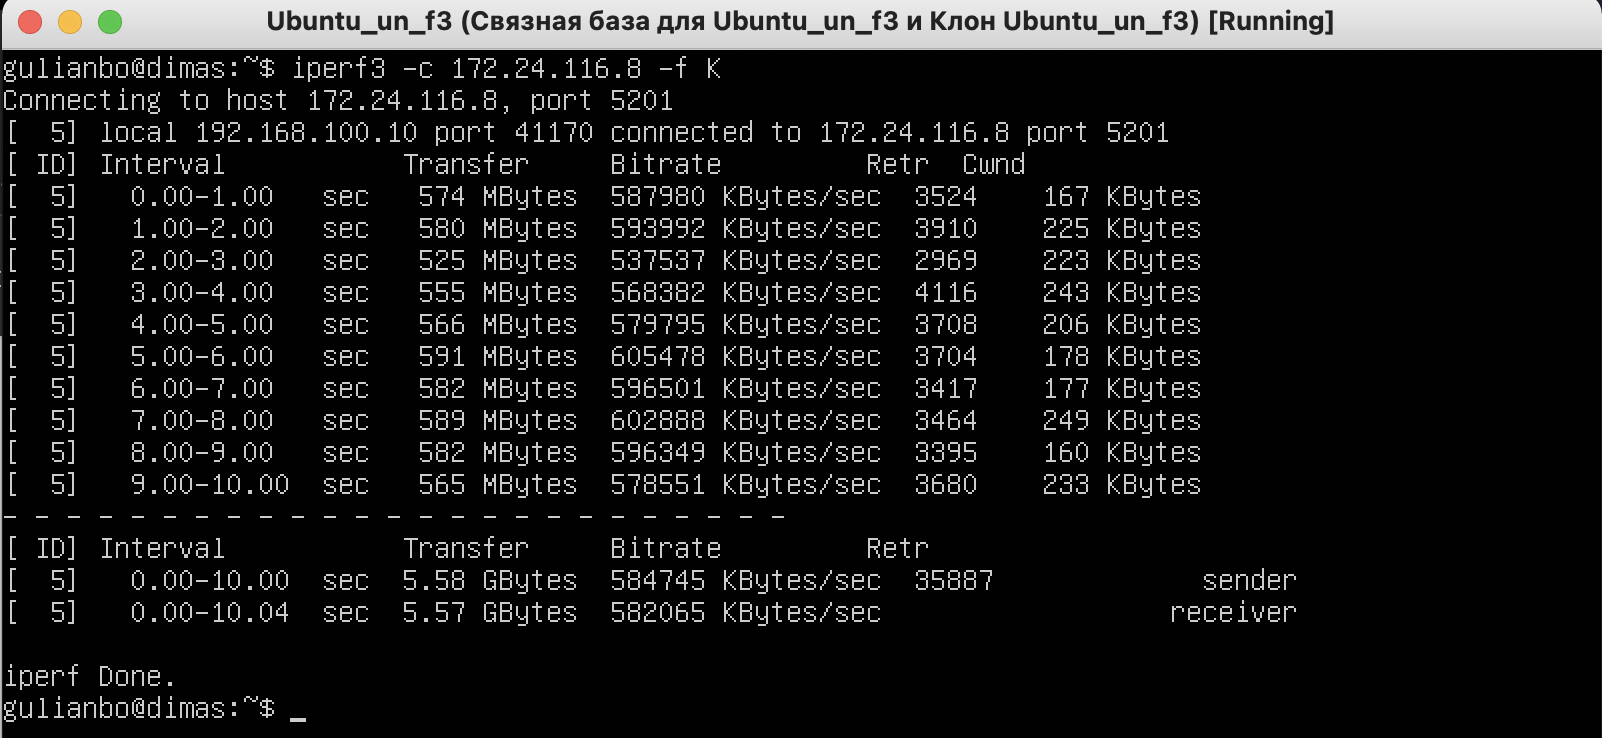 Ubuntu_un_f3 (Связная база для Ubuntu_un_f3 и Клон Ubuntu_un_f3) [Running]
gulianbo@dimas:~$ iperf3 -c 172.24.116.8 -f K
Connecting to host 172.24.116.8, port 5201
[  5] local 192.168.100.10 port 41170 connected to 172.24.116.8 port 5201
[ ID] Interval           Transfer     Bitrate         Retr  Cwnd
[  5]   0.00-1.00   sec   574 MBytes  587980 KBytes/sec  3524    167 KBytes
[  5]   1.00-2.00   sec   580 MBytes  593992 KBytes/sec  3910    225 KBytes
[  5]   2.00-3.00   sec   525 MBytes  537537 KBytes/sec  2969    223 KBytes
[  5]   3.00-4.00   sec   555 MBytes  568382 KBytes/sec  4116    243 KBytes
[  5]   4.00-5.00   sec   566 MBytes  579795 KBytes/sec  3708    206 KBytes
[  5]   5.00-6.00   sec   591 MBytes  605478 KBytes/sec  3704    178 KBytes
[  5]   6.00-7.00   sec   582 MBytes  596501 KBytes/sec  3417    177 KBytes
[  5]   7.00-8.00   sec   589 MBytes  602888 KBytes/sec  3464    249 KBytes
[  5]   8.00-9.00   sec   582 MBytes  596349 KBytes/sec  3395    160 KBytes
[  5]   9.00-10.00  sec   565 MBytes  578551 KBytes/sec  3680    233 KBytes
- - - - - - - - - - - - - - - - - - - - - - - - -
[ ID] Interval           Transfer     Bitrate         Retr
[  5]   0.00-10.00  sec  5.58 GBytes  584745 KBytes/sec  35887             sender
[  5]   0.00-10.04  sec  5.57 GBytes  582065 KBytes/sec                  receiver
iperf Done.
gulianbo@dimas:~$ _